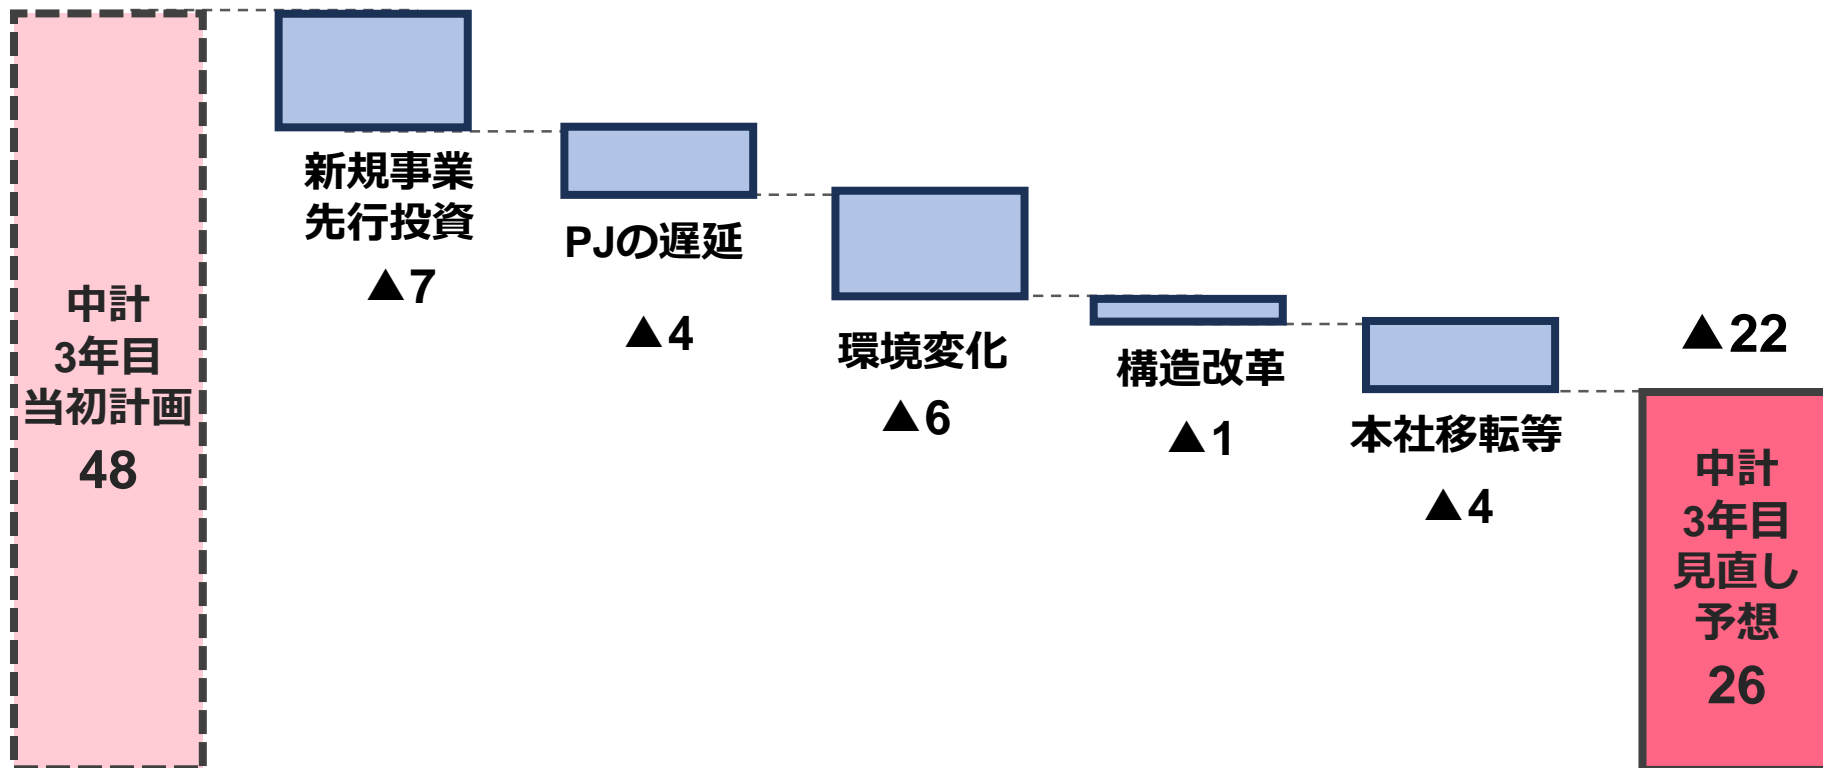 中計
3年目
当初計画
48
新規事業
先行投資
▲7
PJの遅延
▲4
環境変化
▲6
構造改革
▲1
本社移転等
▲4
▲22
中計
3年目
見直し
予想
26